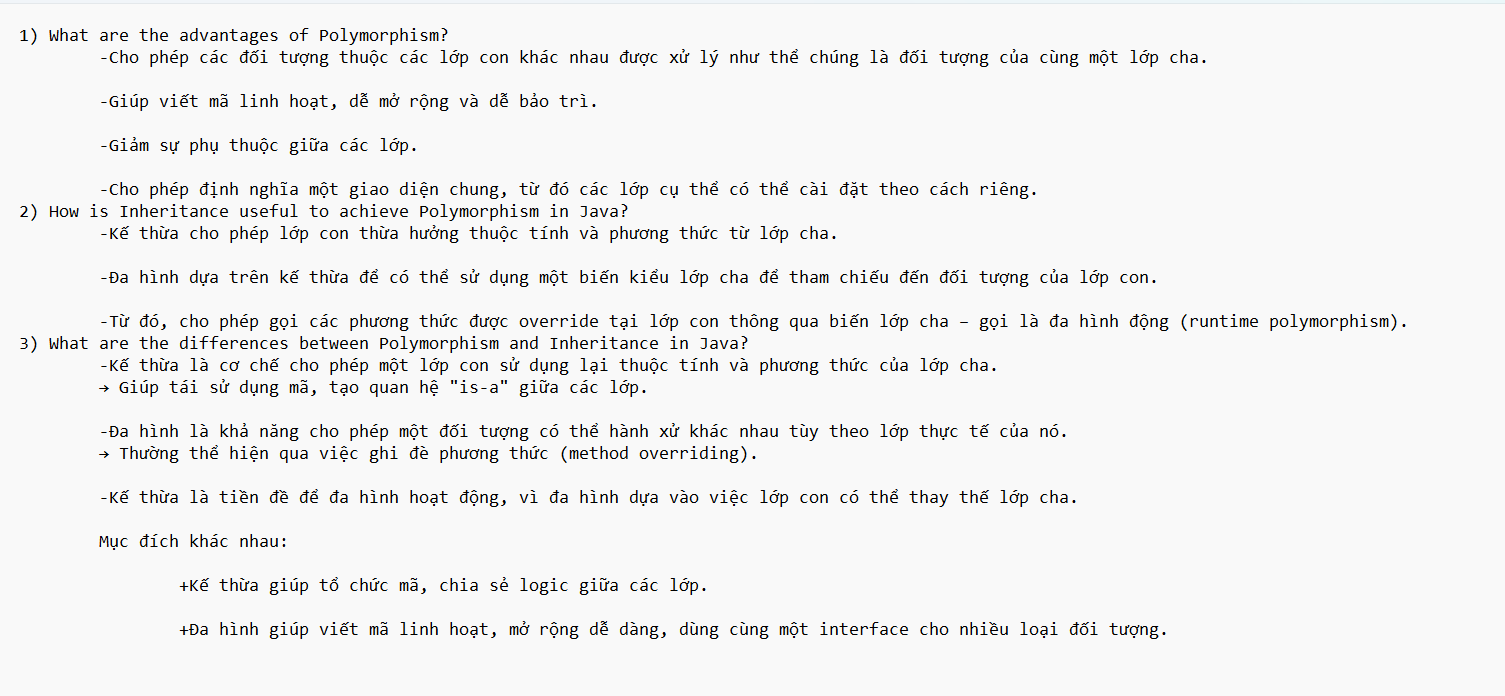 1) What are the advantages of Polymorphism?
-Cho phép các đối tượng thuộc các lớp con khác nhau được xử lý như thể chúng là đối tượng của cùng một lớp cha.
-Giúp viết mã linh hoạt, dễ mở rộng và dễ bảo trì.
-Giảm sự phụ thuộc giữa các lớp.
-Cho phép định nghĩa một giao diện chung, từ đó các lớp cụ thể có thể cài đặt theo cách riêng.
2) How is Inheritance useful to achieve Polymorphism in Java?
-Kế thừa cho phép lớp con thừa hưởng thuộc tính và phương thức từ lớp cha.
-Đa hình dựa trên kế thừa để có thể sử dụng một biến kiểu lớp cha để tham chiếu đến đối tượng của lớp con.
-Từ đó, cho phép gọi các phương thức được override tại lớp con thông qua biến lớp cha – gọi là đa hình động (runtime polymorphism).
3) What are the differences between Polymorphism and Inheritance in Java?
-Kế thừa là cơ chế cho phép một lớp con sử dụng lại thuộc tính và phương thức của lớp cha.
→ Giúp tái sử dụng mã, tạo quan hệ "is-a" giữa các lớp.
-Đa hình là khả năng cho phép một đối tượng có thể hành xử khác nhau tùy theo lớp thực tế của nó.
→ Thường thể hiện qua việc ghi đè phương thức (method overriding).
-Kế thừa là tiền đề để đa hình hoạt động, vì đa hình dựa vào việc lớp con có thể thay thế lớp cha.
Mục đích khác nhau:
+Kế thừa giúp tổ chức mã, chia sẻ logic giữa các lớp.
+Đa hình giúp viết mã linh hoạt, mở rộng dễ dàng, dùng cùng một interface cho nhiều loại đối tượng.